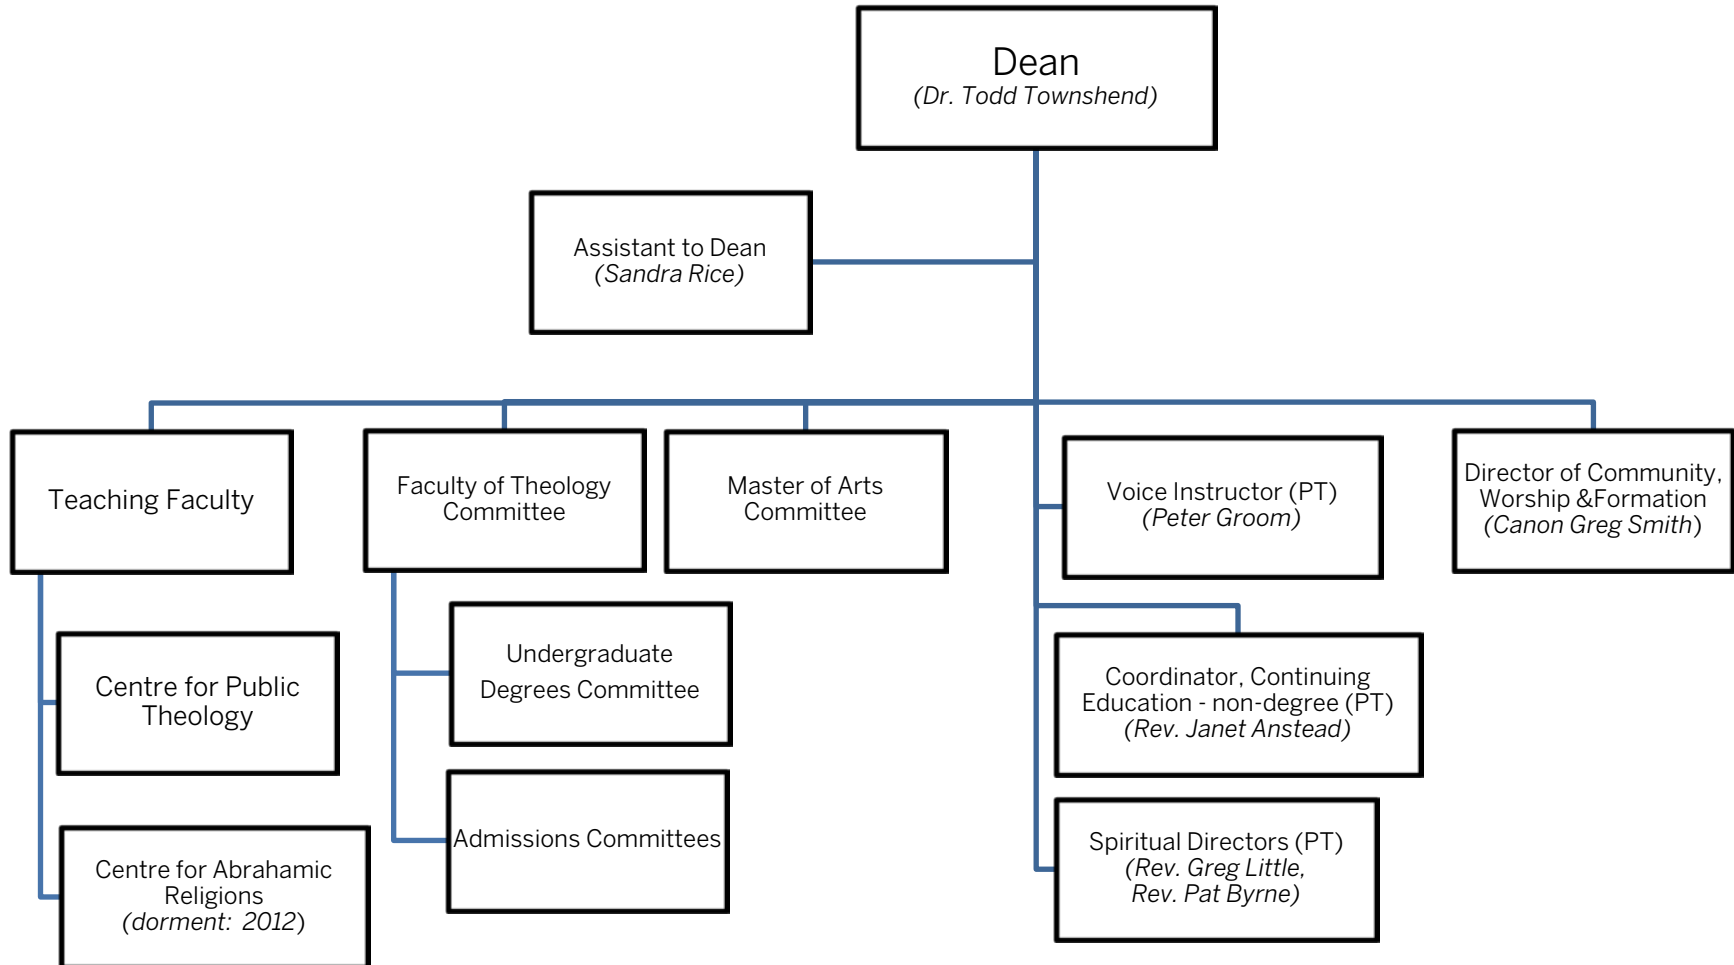 Dean
(Dr. Todd Townshend)
Assistant to Dean
(Sandra Rice)
Teaching Faculty
Faculty of Theology
Committee
Master of Arts
Committee
Voice Instructor (PT)
(Peter Groom)
Director of Community,
Worship &Formation
(Canon Greg Smith)
Centre for Public
Theology
Undergraduate
Degrees Committee
Coordinator, Continuing
Education - non-degree (PT)
(Rev. Janet Anstead)
Centre for Abrahamic
Religions
(dorment: 2012)
Admissions Committees
Spiritual Directors (PT)
(Rev. Greg Little,
Rev. Pat Byrne)